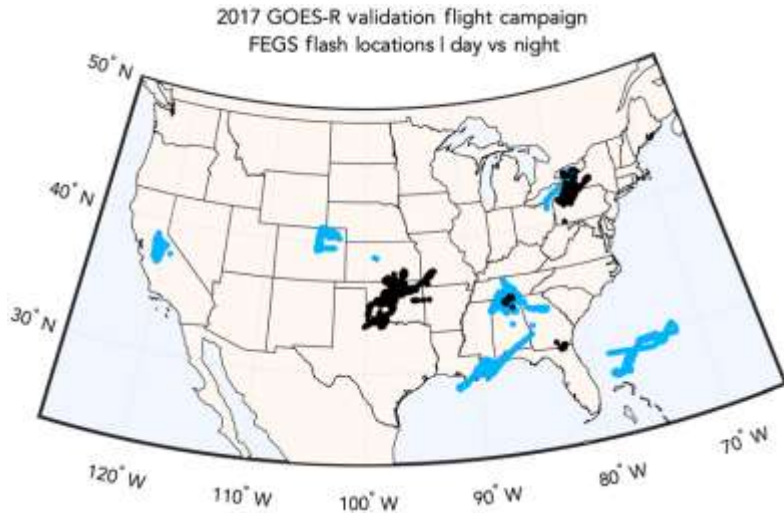 2017 GOES-R validation flight campaign
FEGS flash locations | day vs night
50° N
40° N
30° N
120° W
110° W
100° W
90° W
80° W
70° W